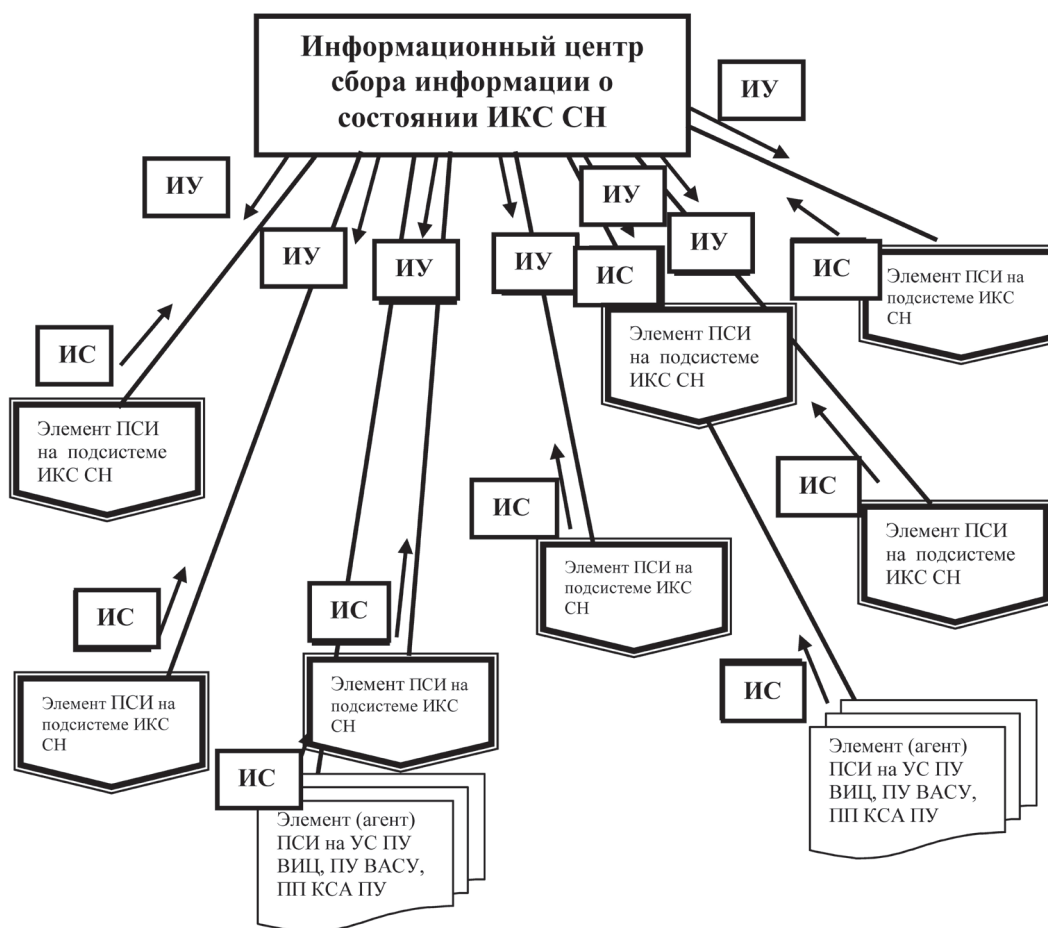 Информационный центр
сбора информации о
состоянии ИКС СН
ИУ
ИУ
ИУ
ИУ
ИУ
ИУ
ИУ
ИС
ИС
Элемент ПСИ на
подсистеме ИКС
СН
ИС
Элемент ПСИ
на подсистеме
ИКС СН
Элемент ПСИ
на подсистеме
ИКС СН
ИС
ИС
Элемент ПСИ
на подсистеме
ИКС СН
Элемент ПСИ на
подсистеме ИКС
СН
ИС
ИС
Элемент ПСИ на
подсистеме ИКС
СН
Элемент ПСИ на
подсистеме ИКС
СН
ИС
ИС
Элемент (агент)
ПСИ на УС ПУ
ВИЦ, ПУ ВАСУ,
ПП КСА ПУ
Элемент (агент)
ПСИ на УС ПУ
ВИЦ, ПУ ВАСУ,
ПП КСА ПУ